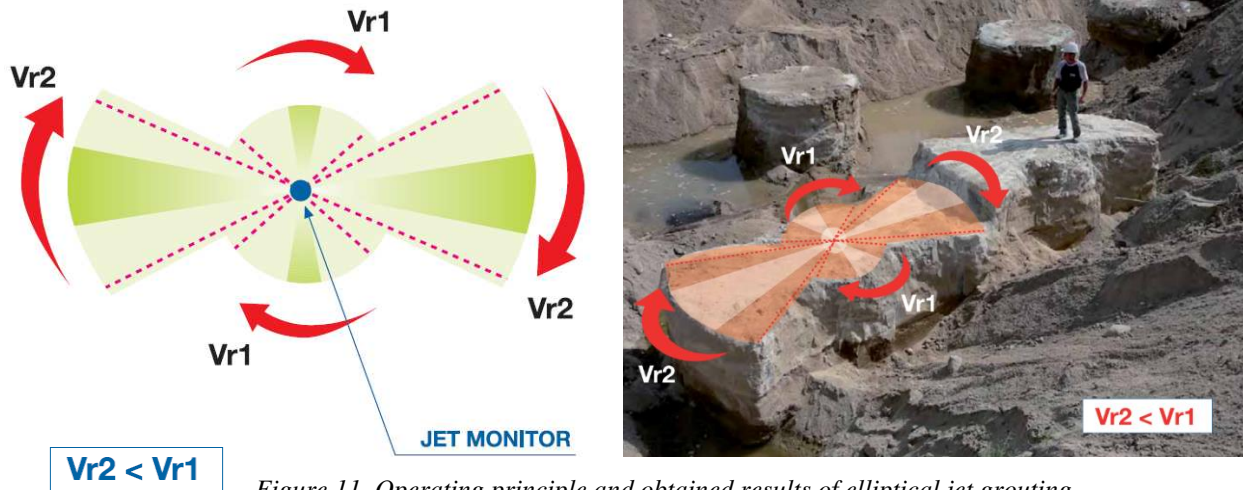 Vr1
Vr2
Vr2
Vr1
JET MONITOR
Vr2 < Vr1
Vr1
Vr2
Vr1
Vr2
Vr2 < Vr1
Figure 11. Operating principle and obtained results of elliptical jet grouting